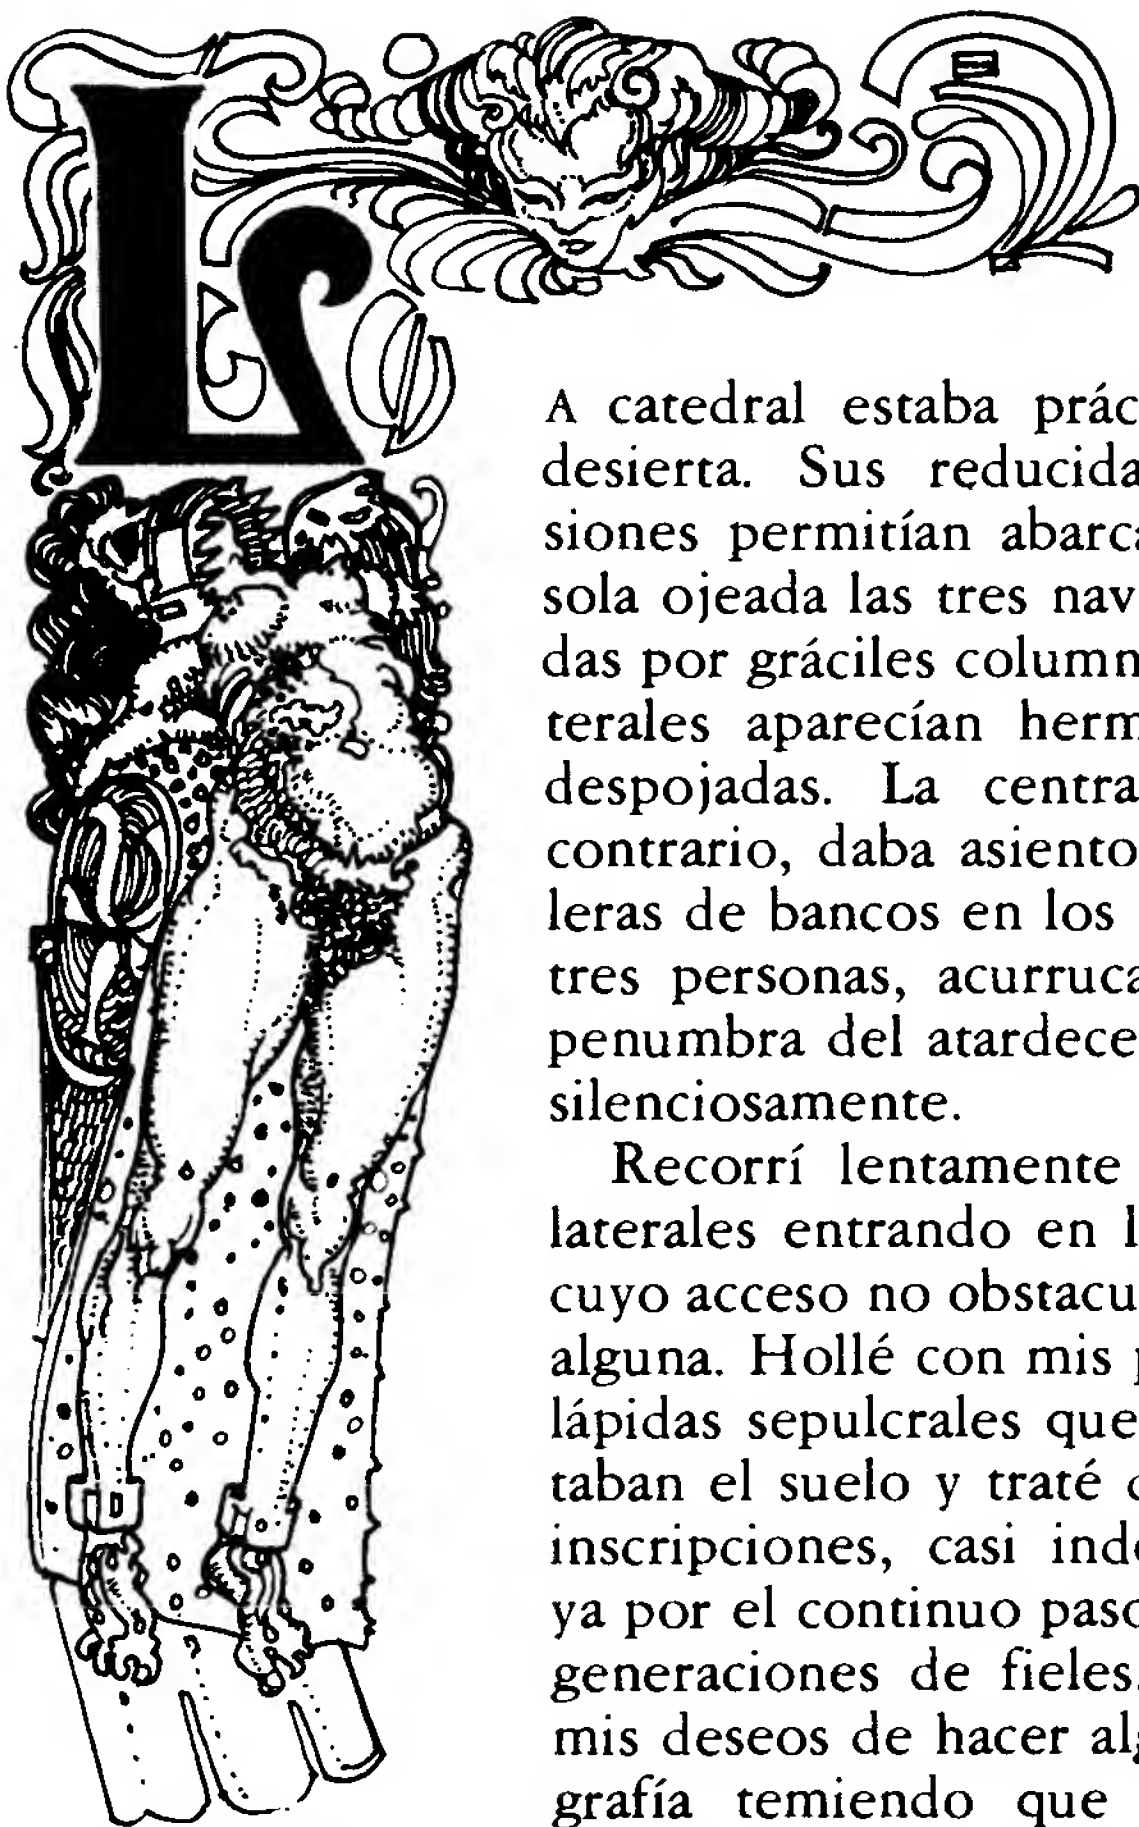 LA catedral estaba prác
desierta. Sus reducida
siones permitían abarca
sola ojeada las tres nav
das por gráciles column
terales aparecían herm
despojadas. La centra
contrario, daba asiento
leras de bancos en los
tres personas, acurruca
penumbra del atardece
silenciosamente.
Recorrí lentamente
laterales entrando en l
cuyo acceso no obstacu
alguna. Hollé con mis p
lápidas sepulcrales que
taban el suelo y traté
inscripciones, casi inde
ya por el continuo paso
generaciones de fieles.
mis deseos de hacer alg
grafía temiendo que